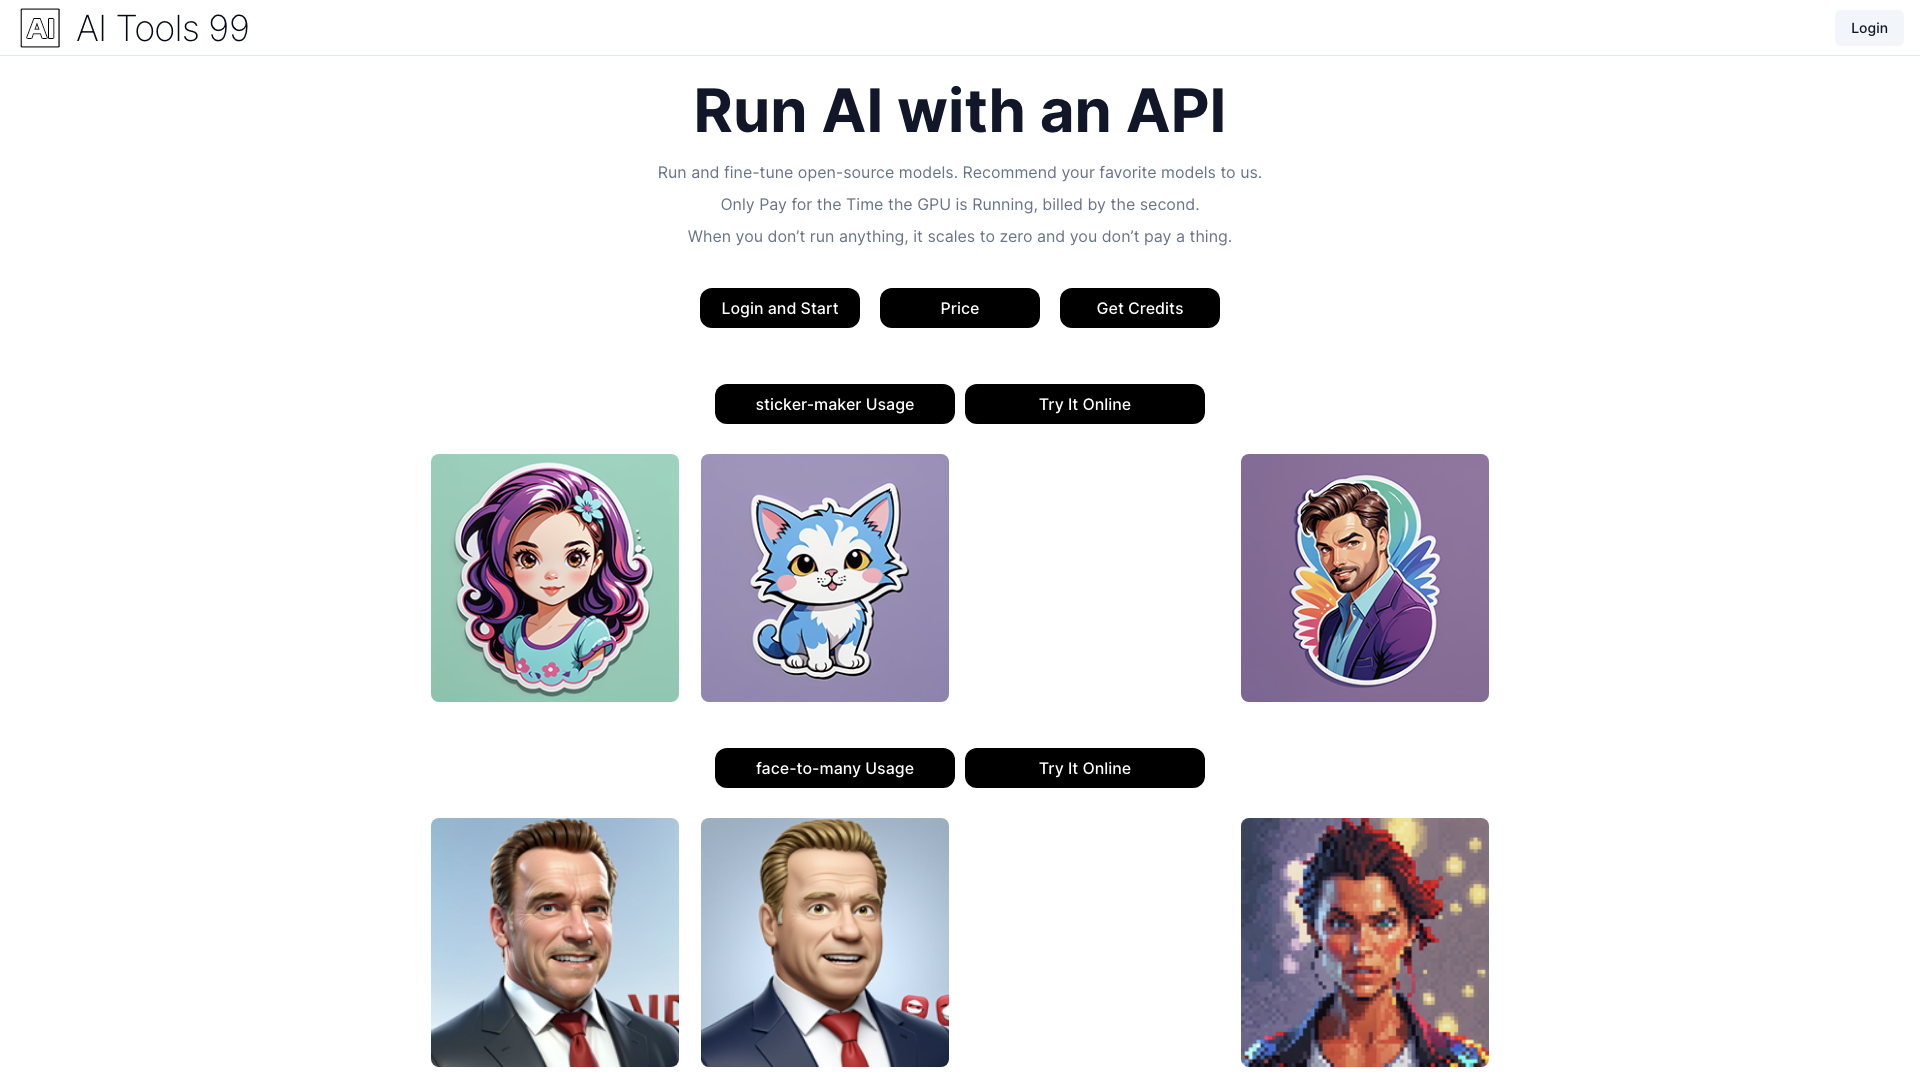 AI AI Tools 99
Login
Run AI with an API
Run and fine-tune open-source models. Recommend your favorite models to us.
Only Pay for the Time the GPU is Running, billed by the second.
When you don’t run anything, it scales to zero and you don’t pay a thing.
Login and Start
Price
Get Credits
sticker-maker Usage
Try It Online
face-to-many Usage
Try It Online